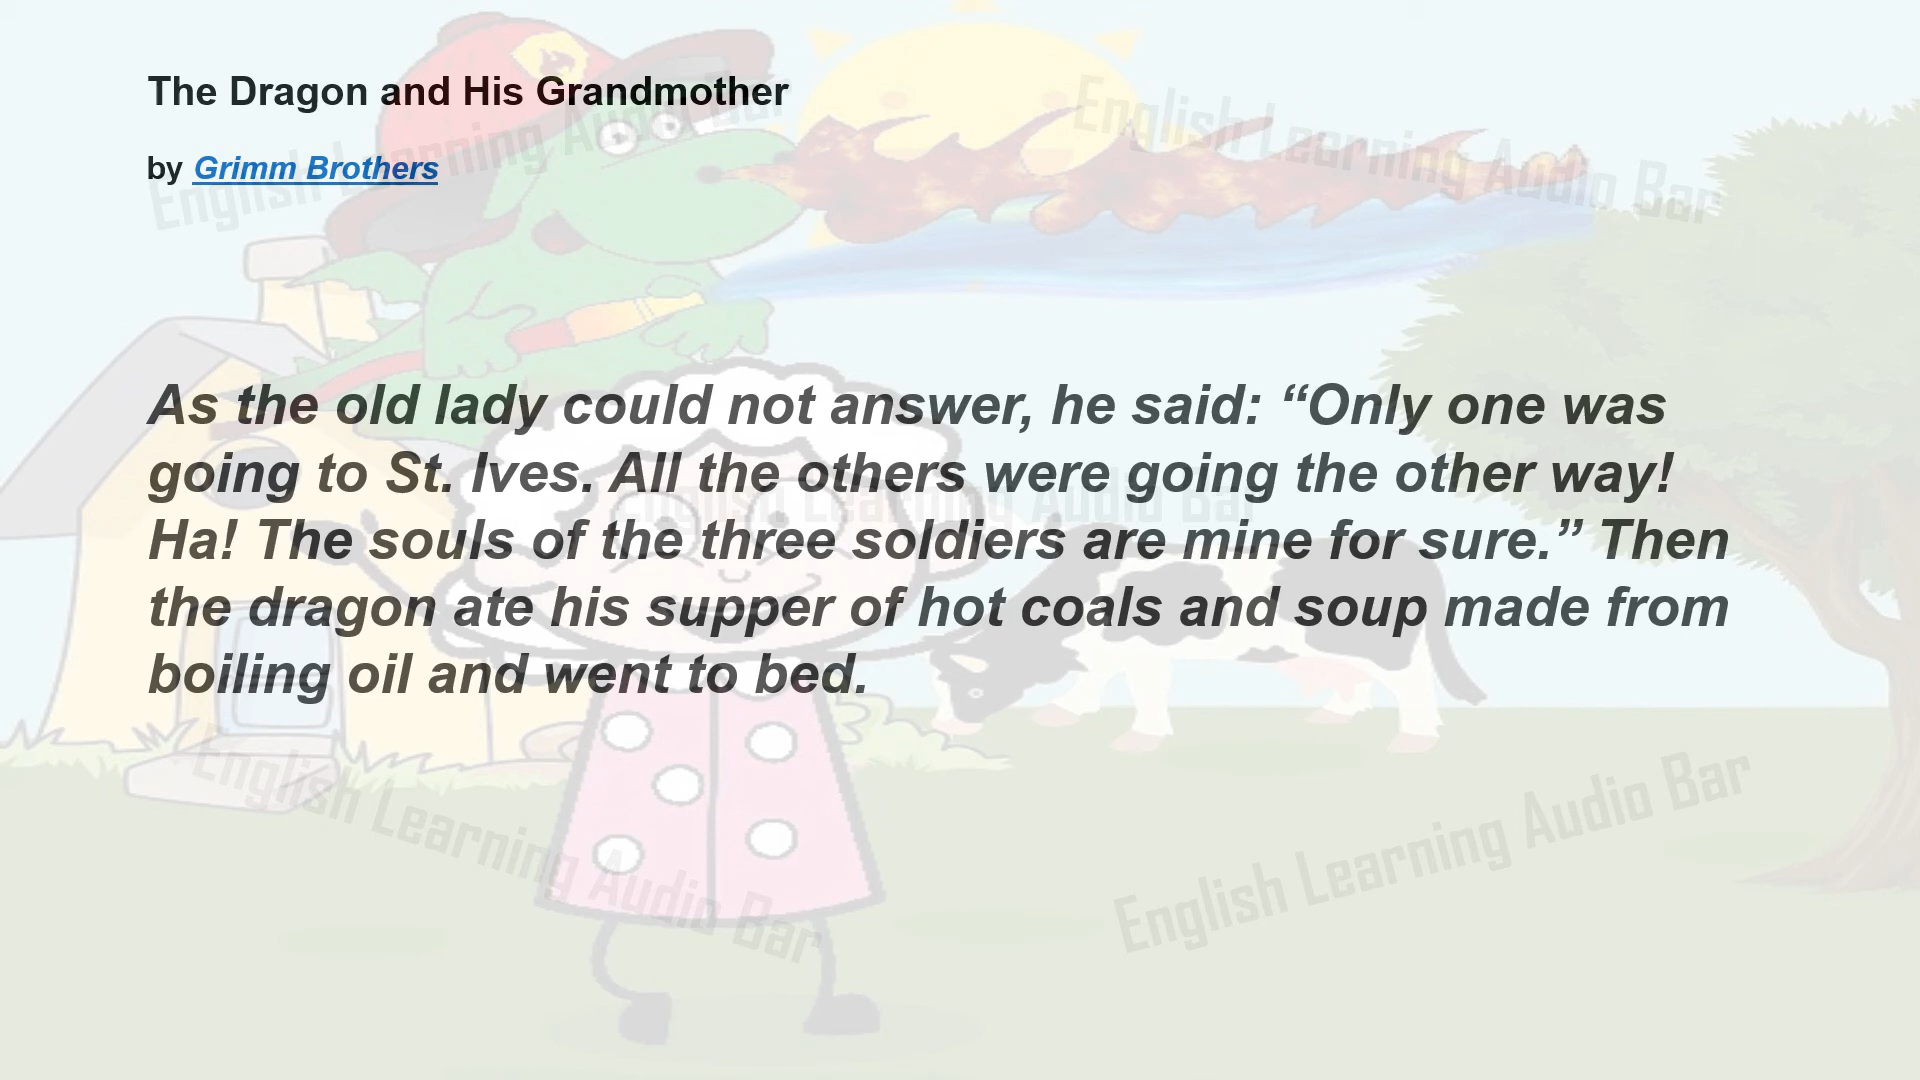 The Dragon and His Grandmother
by Grimm Brothers
As the old lady could not answer, he said: “Only one was
going to St. Ives. All the others were going the other way!
Ha! The souls of the three soldiers are mine for sure.” Then
the dragon ate his supper of hot coals and soup made from
boiling oil and went to bed.
English Learning Audio Bar
English Learning Audio Bar
English Learning Audio Bar
English Learning Audio Bar
English Learning Audio Bar